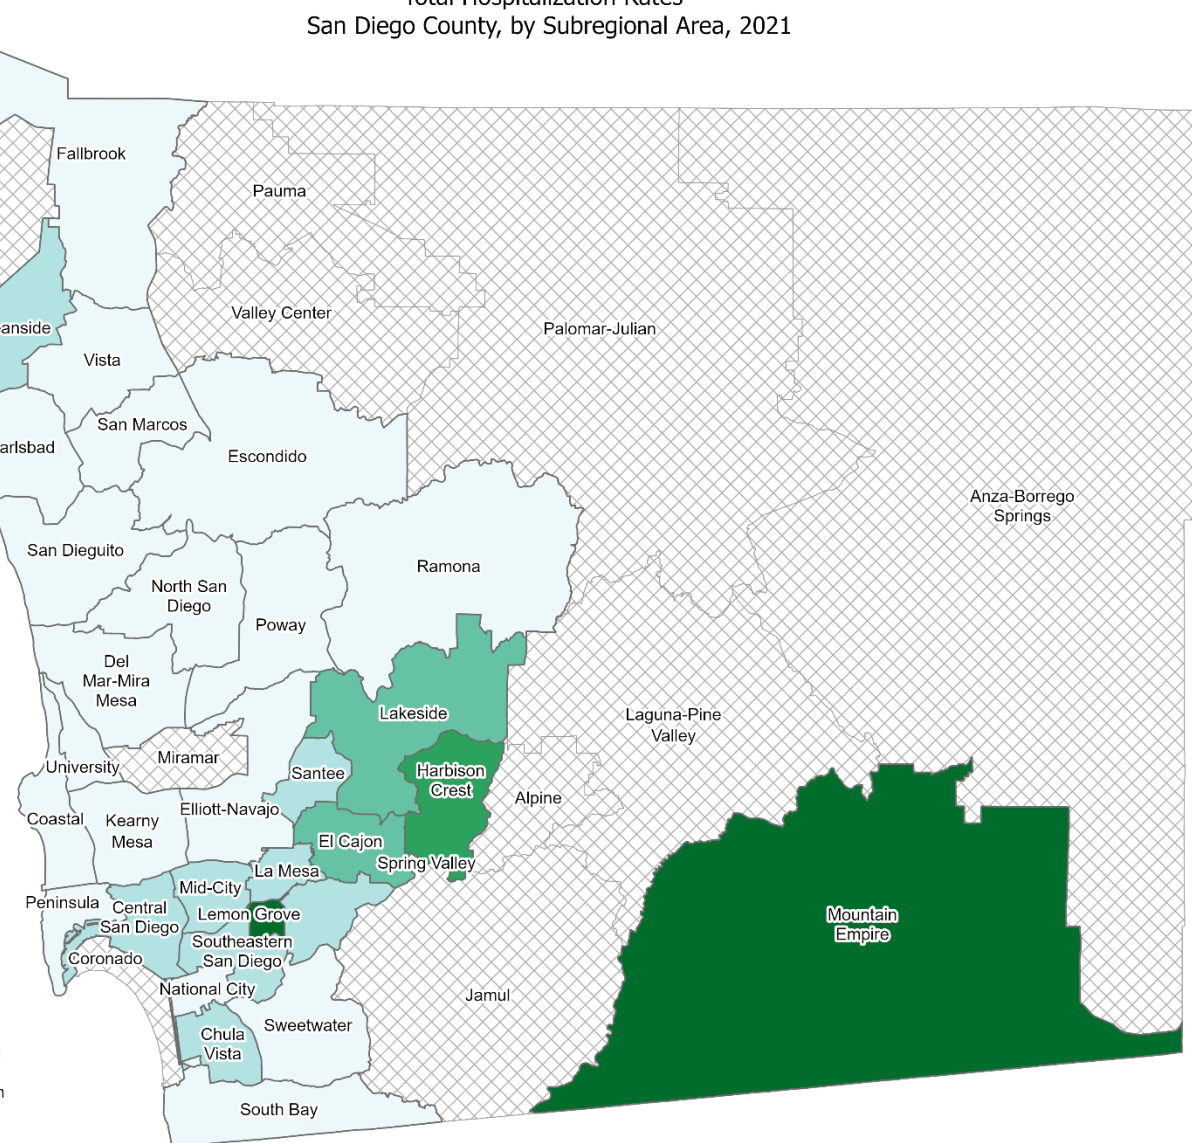 Total Hospitalization Rates
San Diego County, by Subregional Area, 2021
Fallbrook
Pauma
Valley Center
anside
Palomar-Julian
Vista
San Marcos
arlsbad
Escondido
Anza-Borrego
Springs
San Dieguito
Ramona
North San
Diego
Poway
Del
Mar-Mira
Mesa
Lakeside
Laguna-Pine
Valley
Miramar
University
Santee
Harbison
Crest
Alpine
Elliott-Navajo
Coastal
Kearny
Mesa
El Cajon
Spring Valley
La Mesa
Mid-City
Peninsula
Central
San Diego
Lemon Grove
Mountain
Empire
Southeastern
San Diego
Coronado
National City
Jamul
Sweetwater
Chula
Vista
South Bay